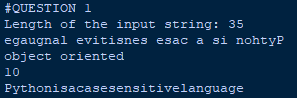 #QUESTION 1
Length of the input string: 35
egaugnal evitisnes esac a si nohtyP
object oriented
10
Pythonisacasesensitivelanguage